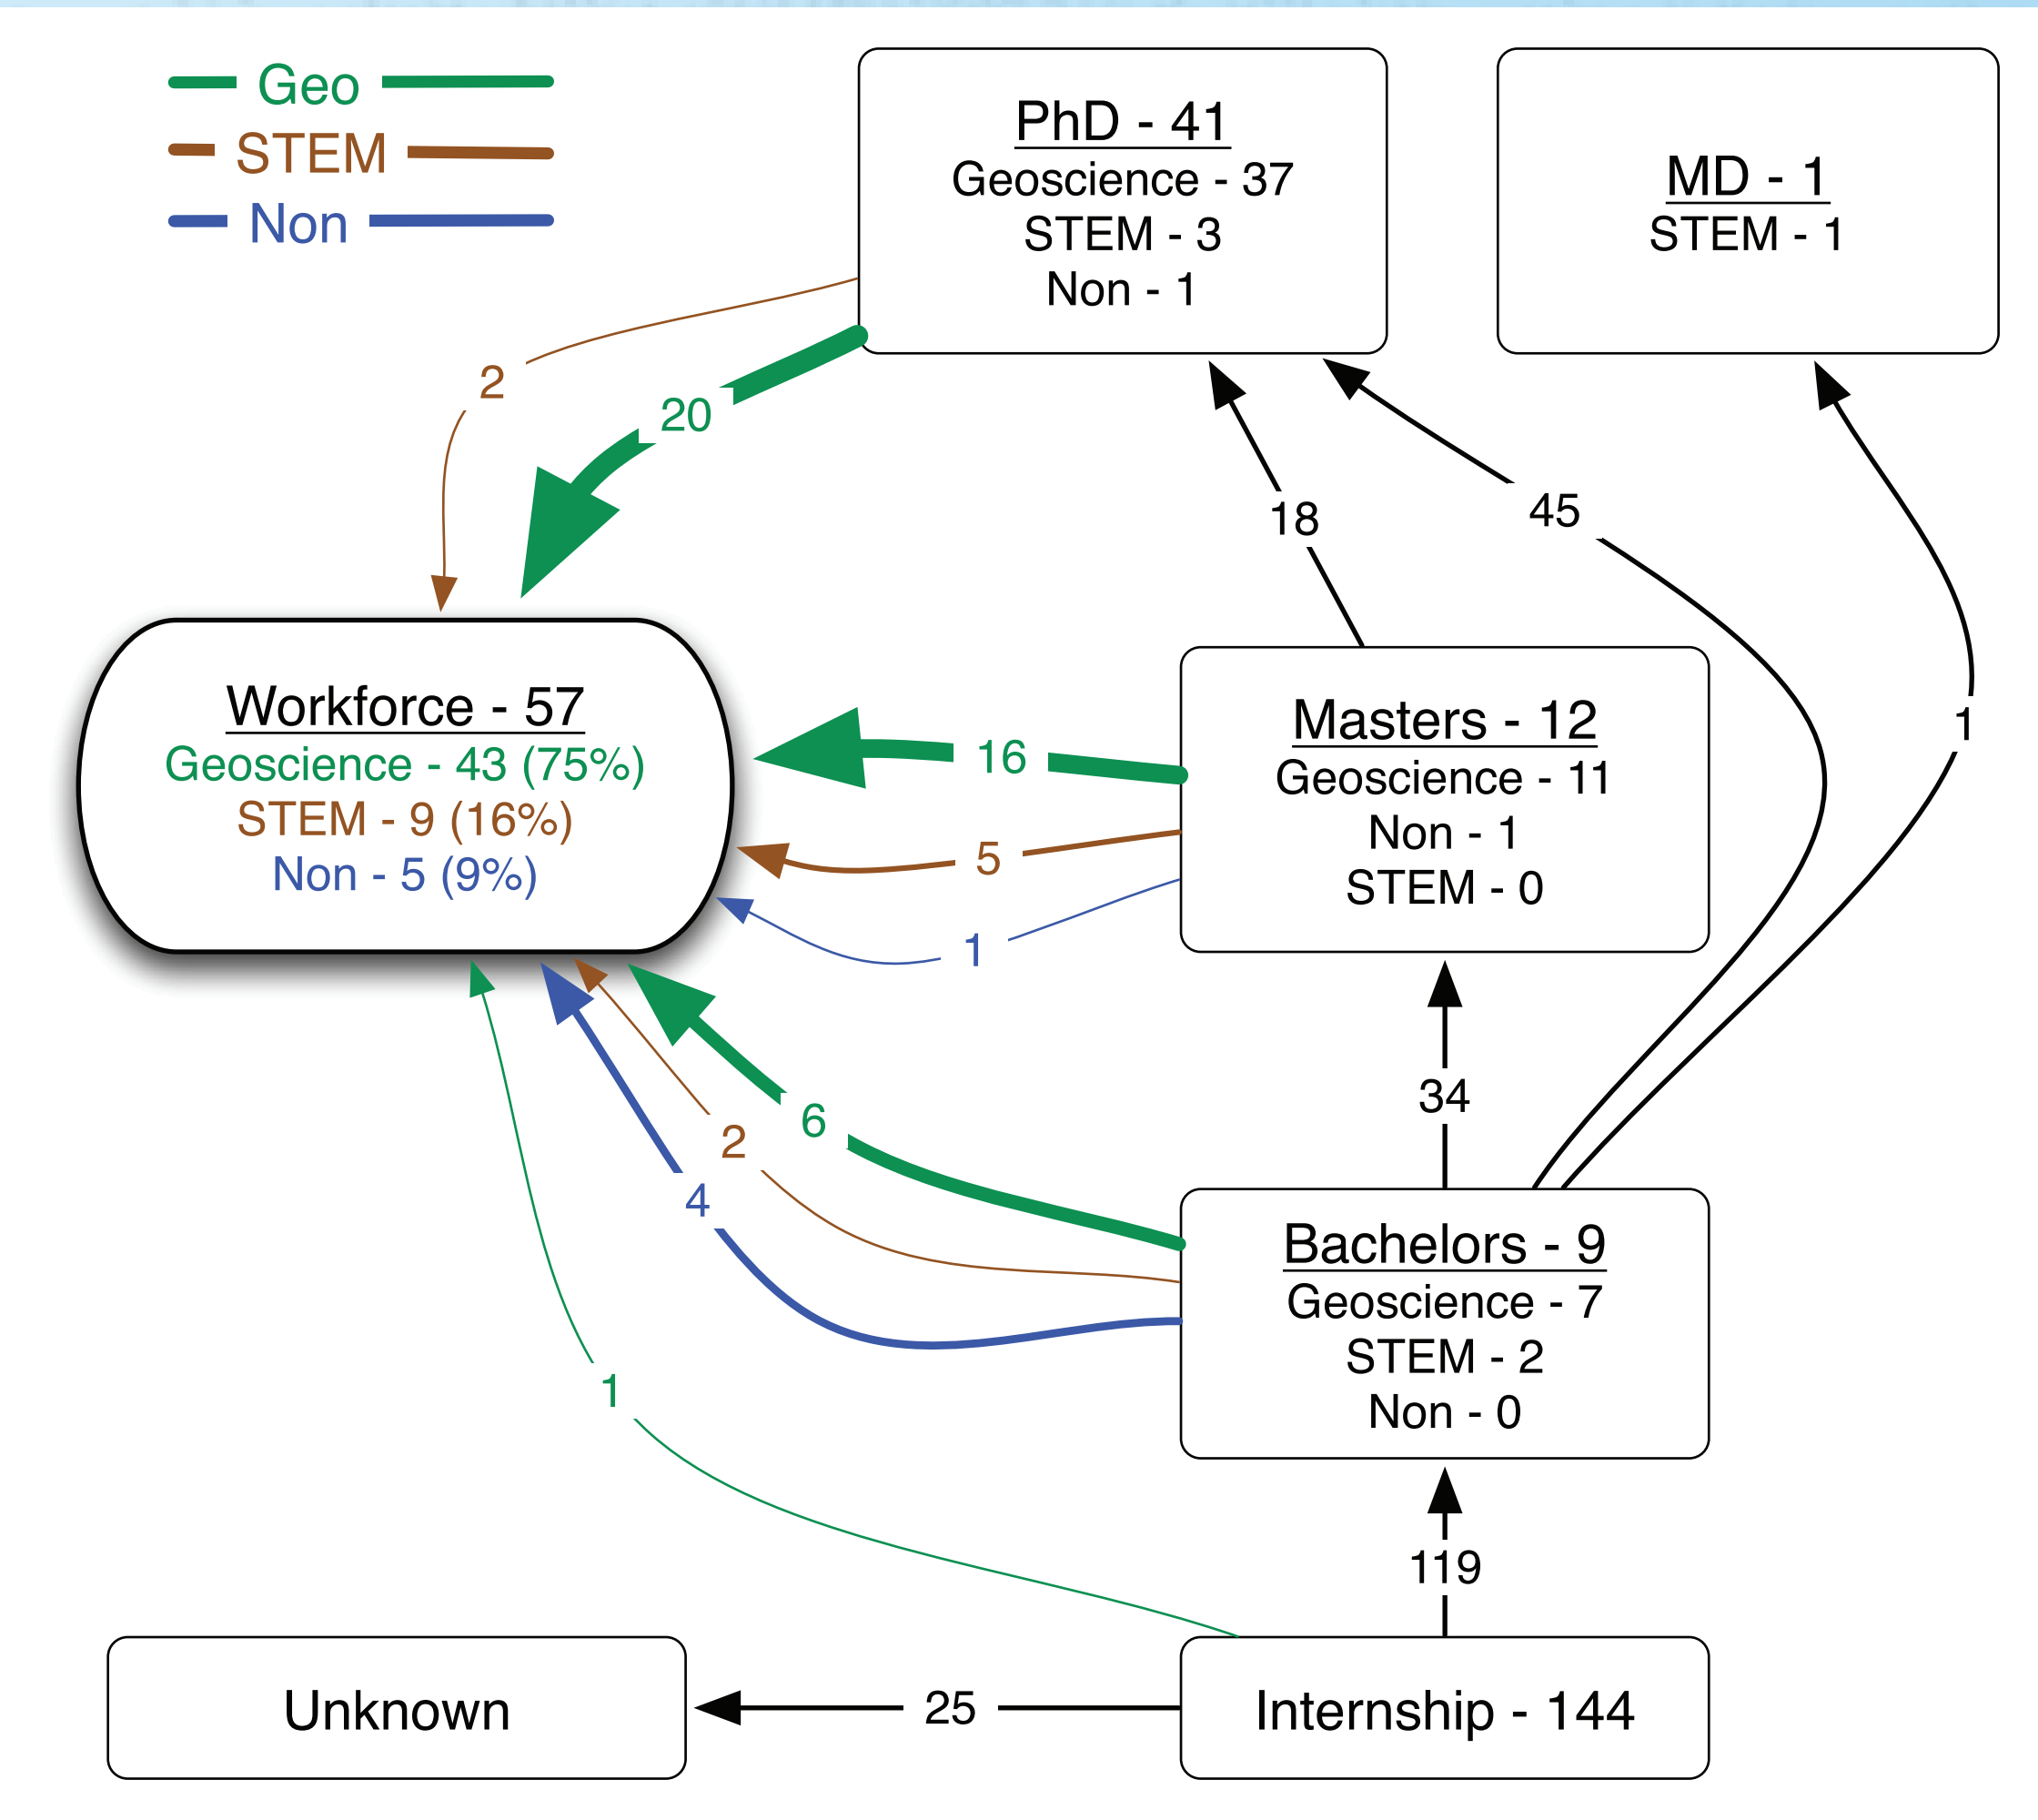 Geo
STEM
Non
PhD - 41
Geoscience - 37
STEM - 3
Non - 1
MD - 1
STEM - 1
2
20
18
45
1
Workforce - 57
Geoscience - 43 (75%)
STEM - 9 (16%)
Non - 5 (9%)
16
5
1
Masters - 12
Geoscience - 11
Non - 1
STEM - 0
34
6
2
4
1
Bachelors - 9
Geoscience - 7
STEM - 2
Non - 0
119
Unknown
25
Internship - 144